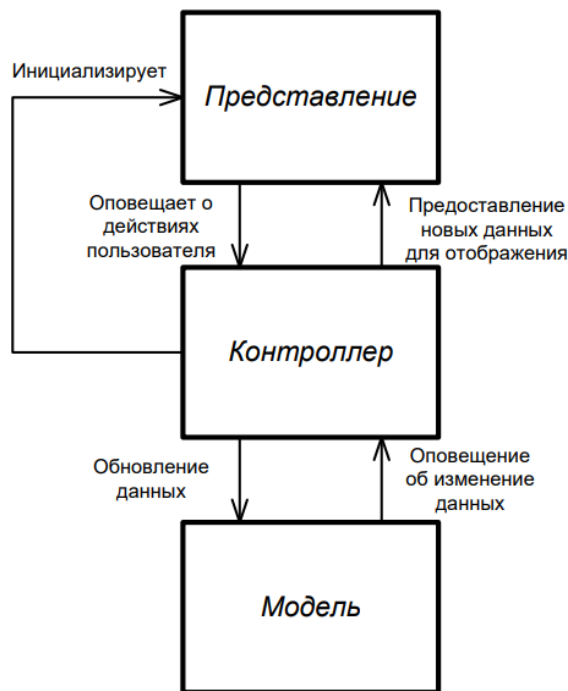 Инициализирует
Представление
Оповещает о
действиях
пользователя
Предоставление
новых данных
для отображения
Контроллер
Обновление
данных
Оповещение
об изменение
данных
Модель